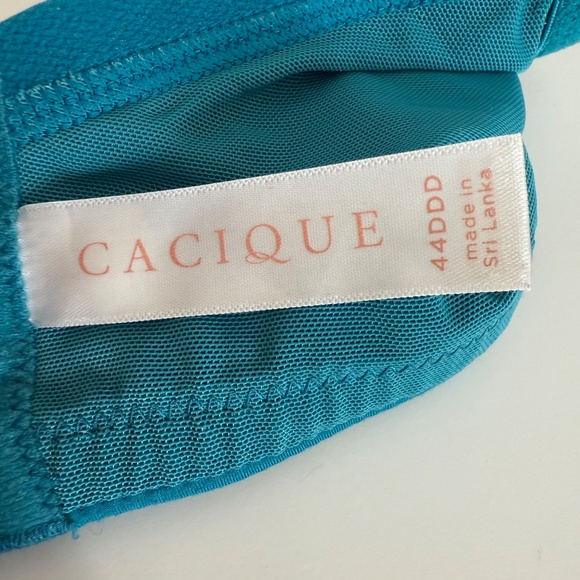 CACIQUE
44DDD
made in
Sri Lanka